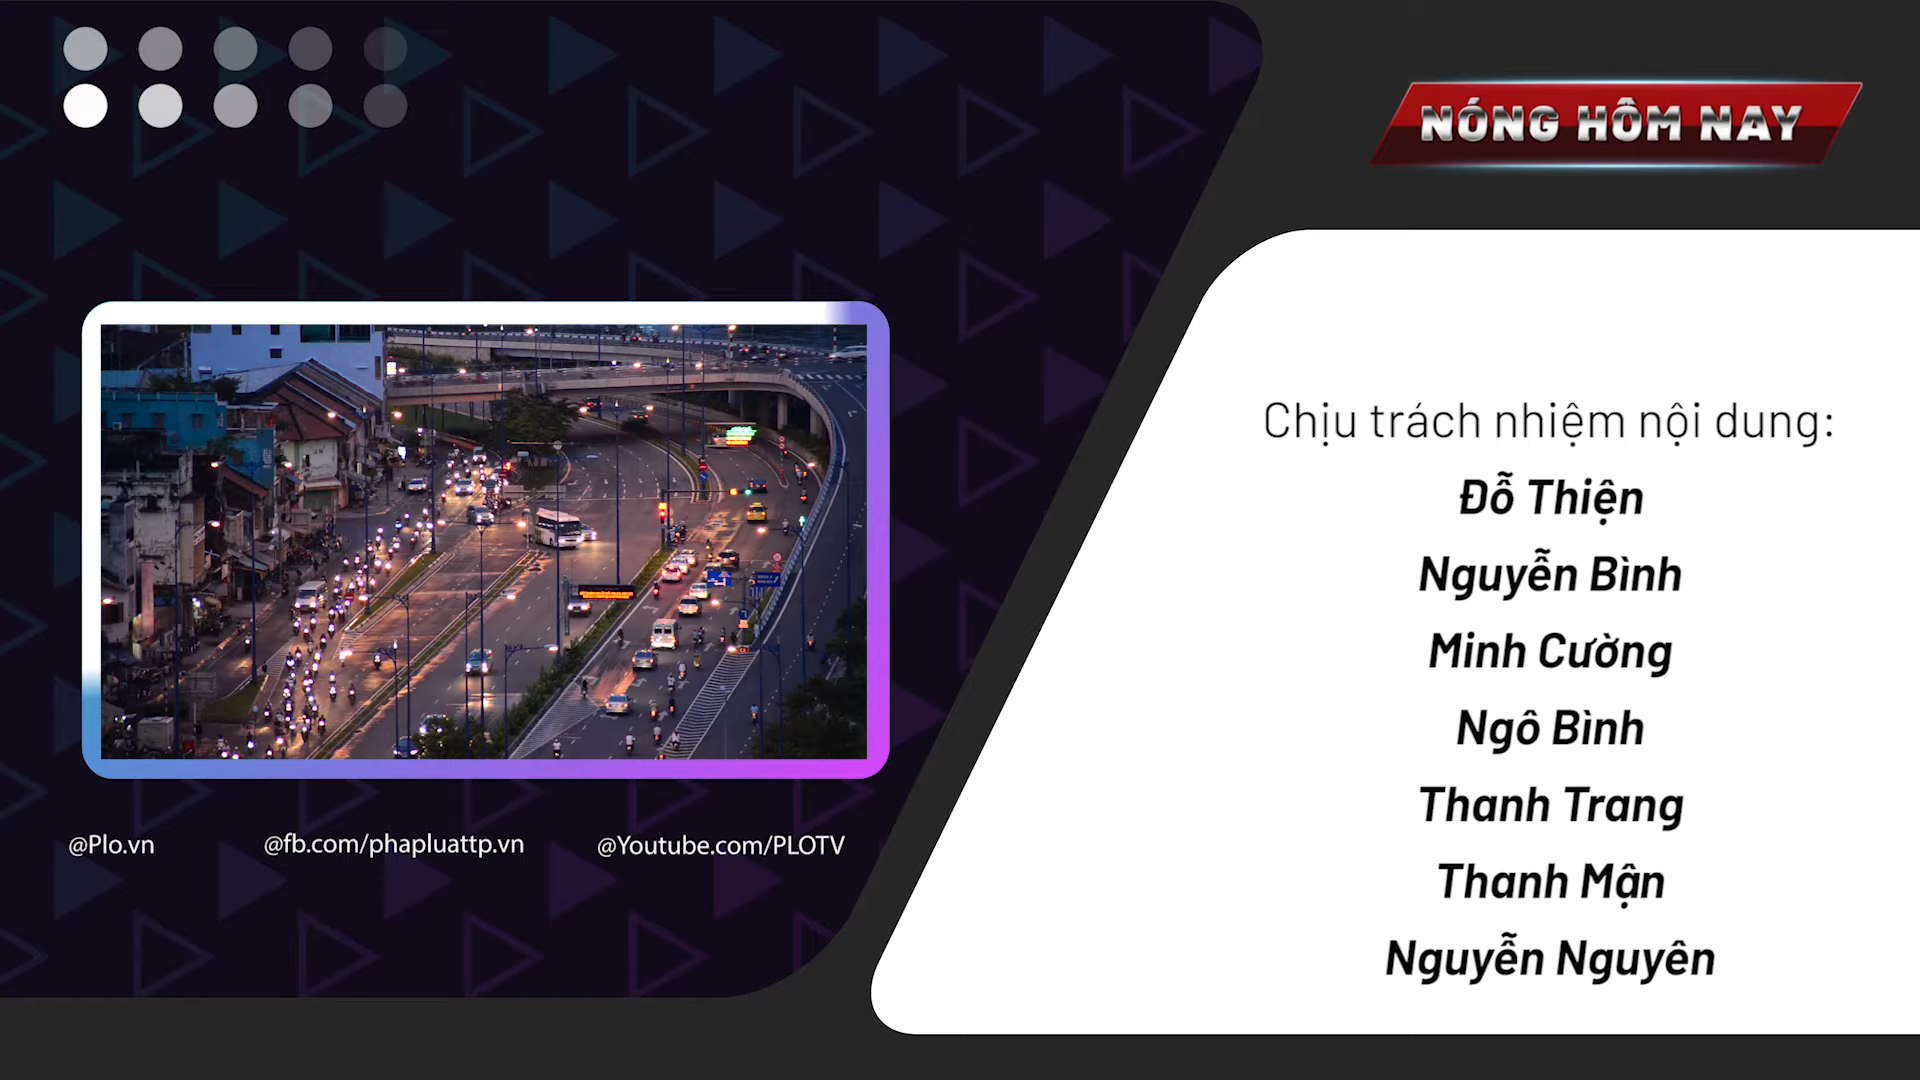 NÓNG HÔM NAY
Chịu trách nhiệm nội dung:
Đỗ Thiện
Nguyễn Bình
Minh Cường
Ngô Bình
Thanh Trang
Thanh Mận
Nguyễn Nguyên
@Plo.vn
@fb.com/phapluattp.vn
@Youtube.com/PLOTV